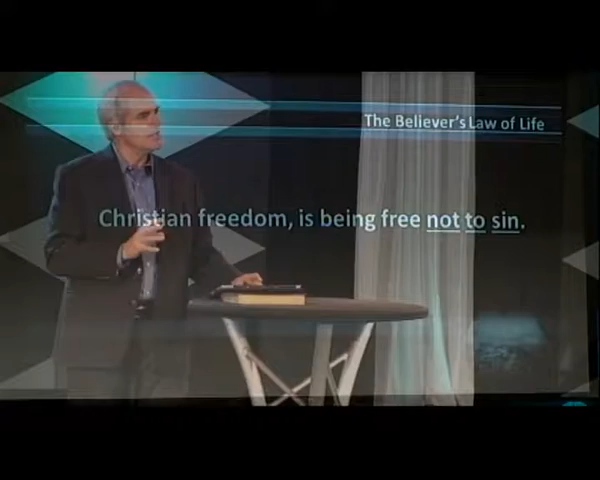 The Believer's Law of Life
Christian freedom, is being free not to sin.